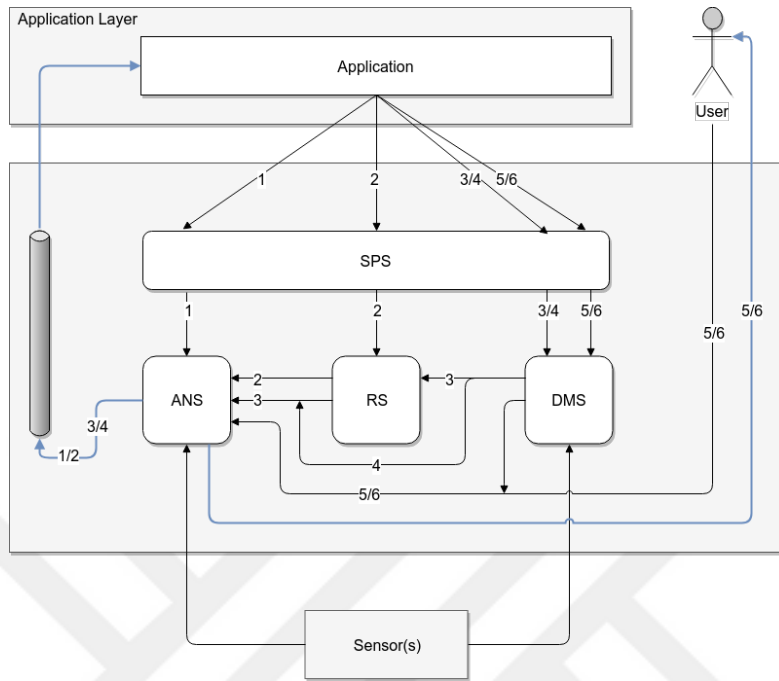 Application Layer
Application
User
1
2
3/4
5/6
SPS
1
2
3/4
5/6
5/6
5/6
ANS
RS
DMS
2
3
3
3/4
1/2
4
5/6
Sensor(s)